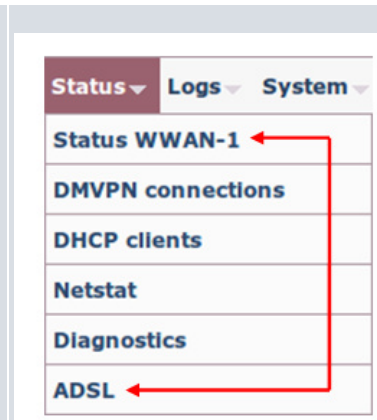 Status Logs System
Status WWAN-1
DMVPN connections
DHCP clients
Netstat
Diagnostics
ADSL